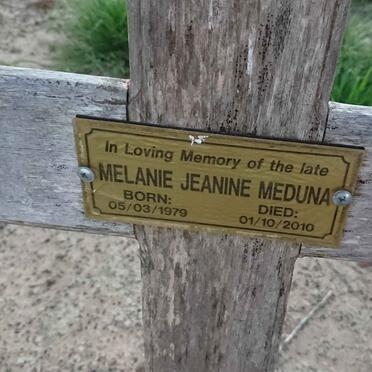 In Loving Memory of the late
MELANIE JEANINE MEDUNA
BORN: DIED:
05/03/1979 01/10/2010